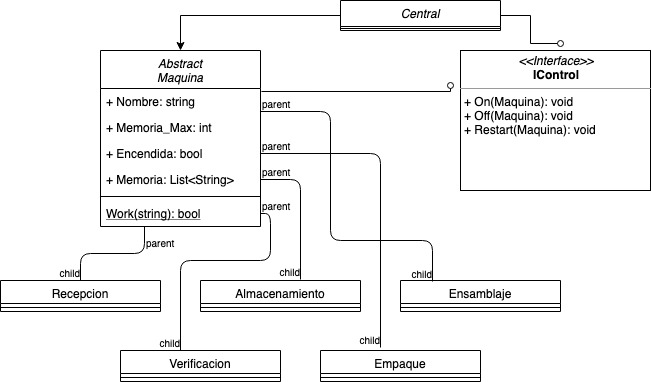 Central
Abstract
Maquina
+ Nombre: string
+ Memoria_Max: int
+ Encendida: bool
+ Memoria: List<String>
Work(string): bool
<<Interface>>
IControl
+ On(Maquina): void
+ Off(Maquina): void
+ Restart(Maquina): void
parent
parent
parent
parent
parent
child
child
child
child
child
Recepcion
Almacenamiento
Ensamblaje
Verificacion
Empaque